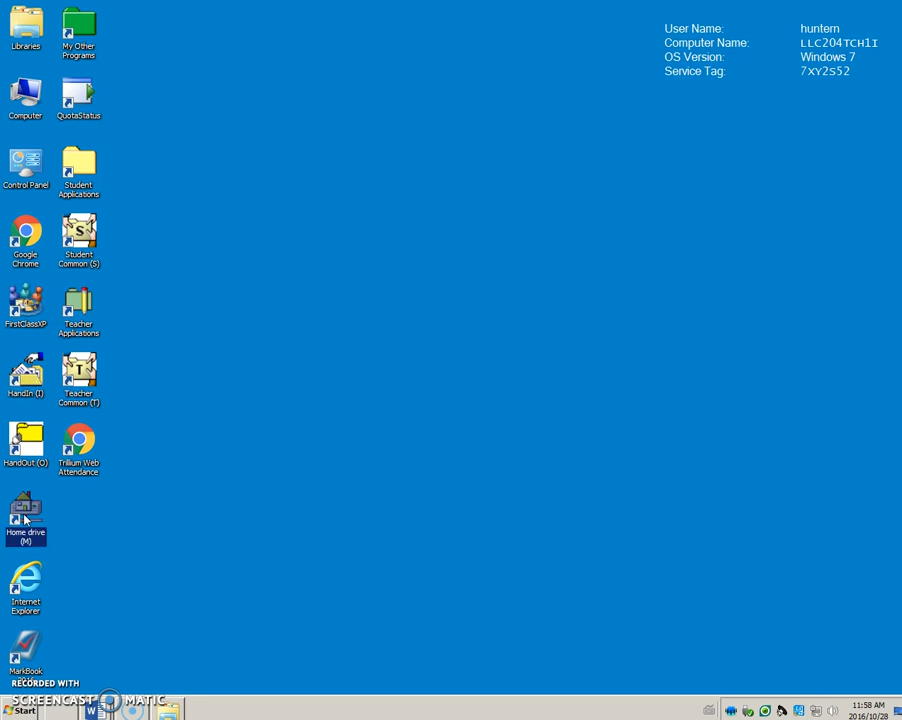 User Name: huntern
Computer Name: LLC204TCH1I
OS Version: Windows 7
Service Tag: 7XY2S52
Libraries
My Other Programs
Computer
QuotaStatus
Control Panel
Student Applications
Google Chrome
Student Common (S)
FirstClassXP
Teacher Applications
HandIn (I)
Teacher Common (T)
HandOut (O)
Trillium Web Attendance
Home drive (M)
Internet Explorer
MarkBook
RECORDED WITH
SCREENCAST MATIC
Start
11:58 AM
2016/10/28